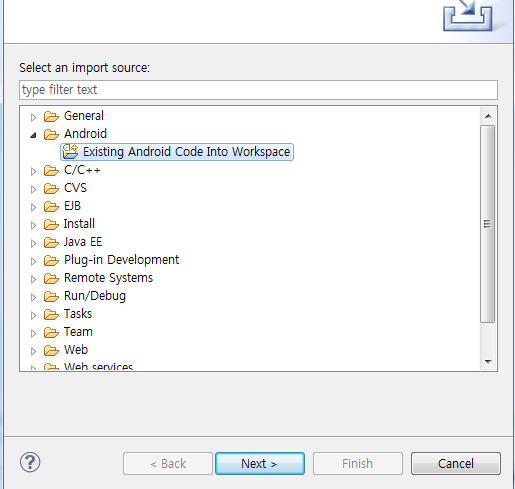 Select an import source:
type filter text
General
Android
Existing Android Code Into Workspace
C/C++
CVS
EJB
Install
Java EE
Plug-in Development
Remote Systems
Run/Debug
Tasks
Team
Web
Web services
?
< Back
Next >
Finish
Cancel